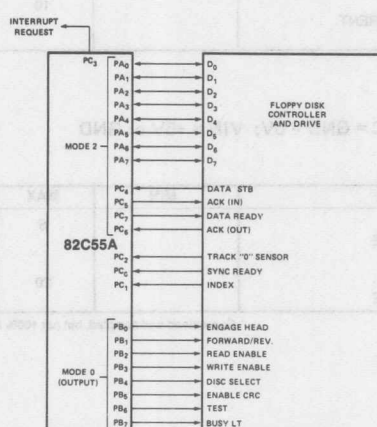 INTERRUPT
REQUEST
PC3
PA0 D0
PA1 D1
PA2 D2
PA3 D3
PA4 D4
PA5 D5
PA6 D6
PA7 D7
FLOPPY DISK
CONTROLLER
AND DRIVE
MODE 2
PC4 DATA STB
PC5 ACK (IN)
PC7 DATA READY
PC6 ACK (OUT)
82C55A
PC2 TRACK "0" SENSOR
PC0 SYNC READY
PC1 INDEX
PB0 ENGAGE HEAD
PB1 FORWARD/REV.
PB2 READ ENABLE
PB3 WRITE ENABLE
MODE 0
(OUTPUT)
PB4 DISC SELECT
PB5 ENABLE CRC
PB6 TEST
PB7 BUSY LT